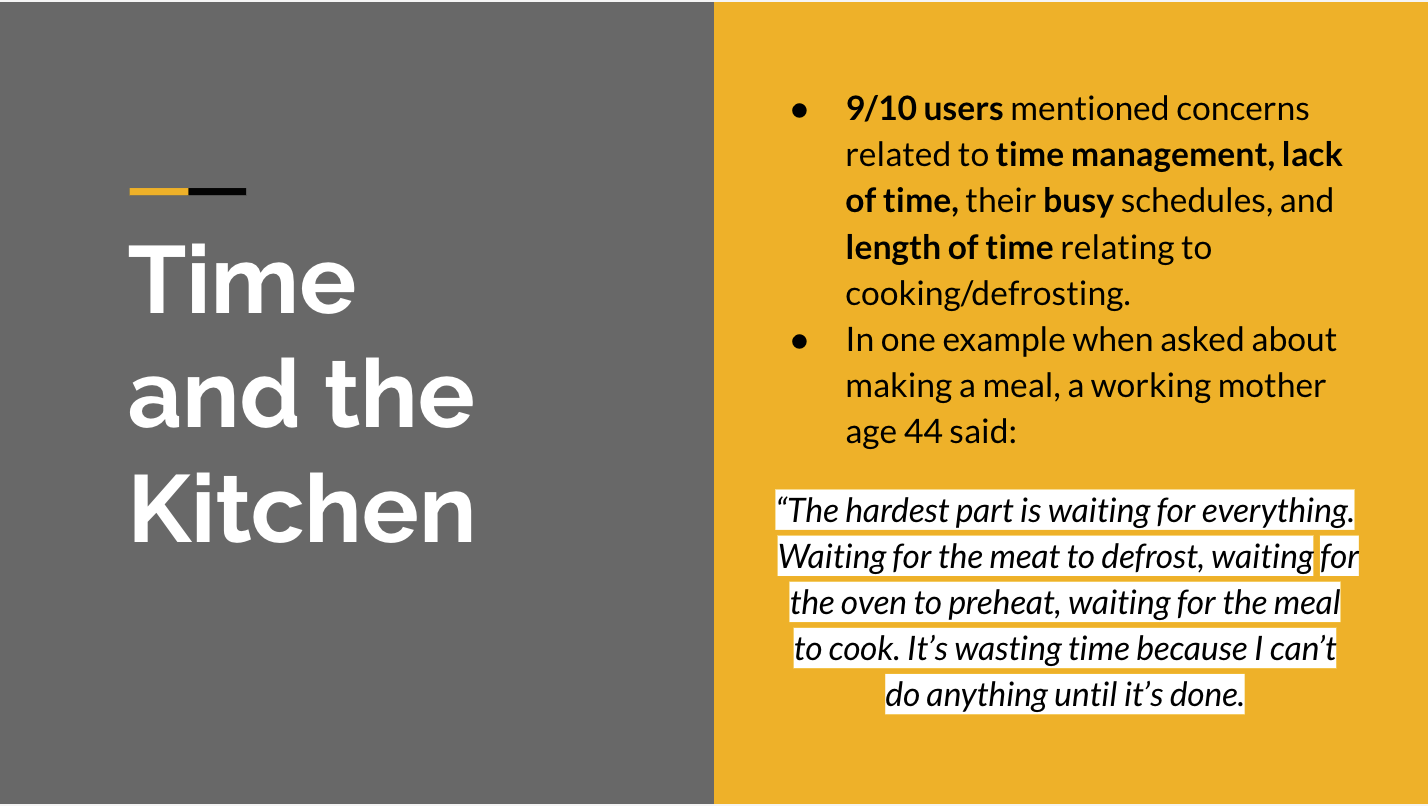 Time
and the
Kitchen
● 9/10 users mentioned concerns
related to time management, lack
of time, their busy schedules, and
length of time relating to
cooking/defrosting.
● In one example when asked about
making a meal, a working mother
age 44 said:
“The hardest part is waiting for everything.
Waiting for the meat to defrost, waiting for
the oven to preheat, waiting for the meal
to cook. It’s wasting time because I can’t
do anything until it’s done.